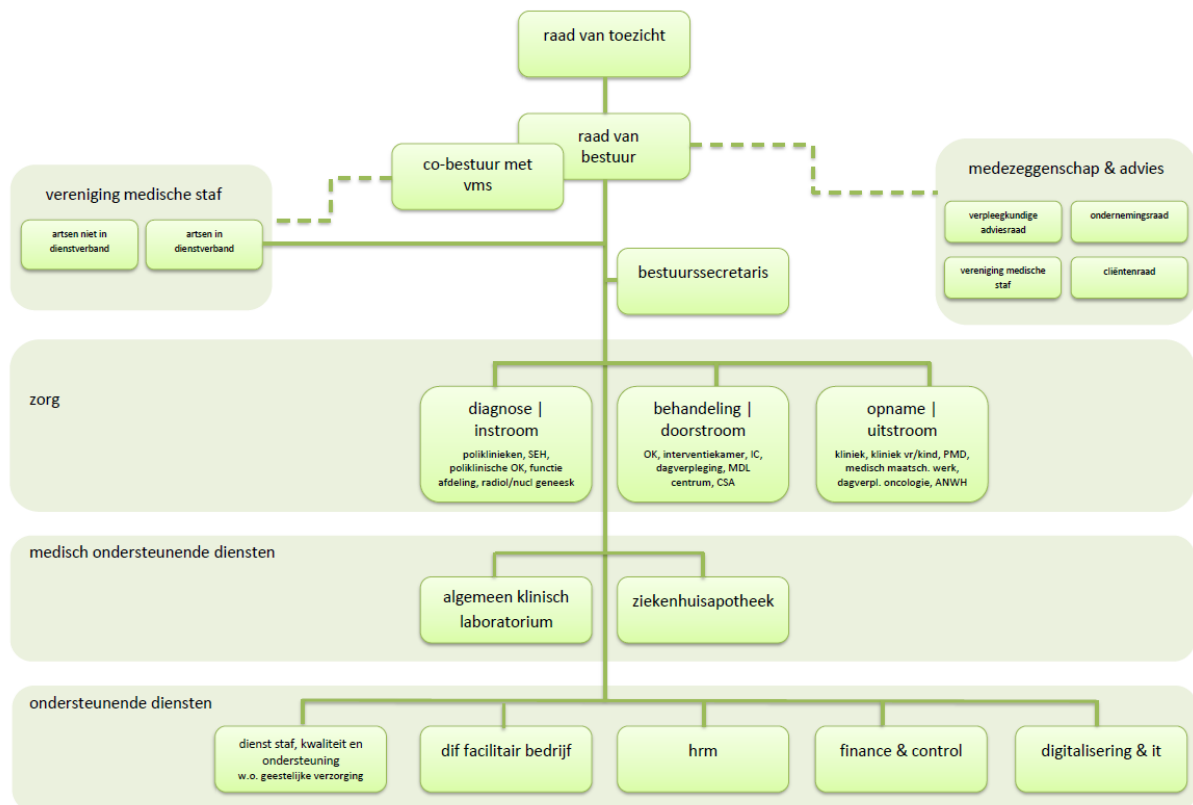 raad van toezicht
raad van
bestuur
co-bestuur met
vms
vereniging medische staf
artsen niet in
dienstverband
artsen in
dienstverband
medezeggenschap & advies
verpleegkundige
adviesraad
ondernemingsraad
vereniging medische
staf
cliëntenraad
bestuurssecretaris
zorg
diagnose |
instroom
poliklinieken, SEH,
poliklinische OK, functie
afdeling, radiol/nucl geneesk
behandeling |
doorstroom
OK, interventiekamer, IC,
dagverpleging, MDL
centrum, CSA
opname |
uitstroom
kliniek, kliniek vr/kind, PMD,
medisch maatsch. werk,
dagverpl. oncologie, ANWH
medisch ondersteunende diensten
algemeen klinisch
laboratorium
ziekenhuisapotheek
ondersteunende diensten
dienst staf, kwaliteit en
ondersteuning
w.o. geestelijke verzorging
dif facilitair bedrijf
hrm
finance & control
digitalisering & it